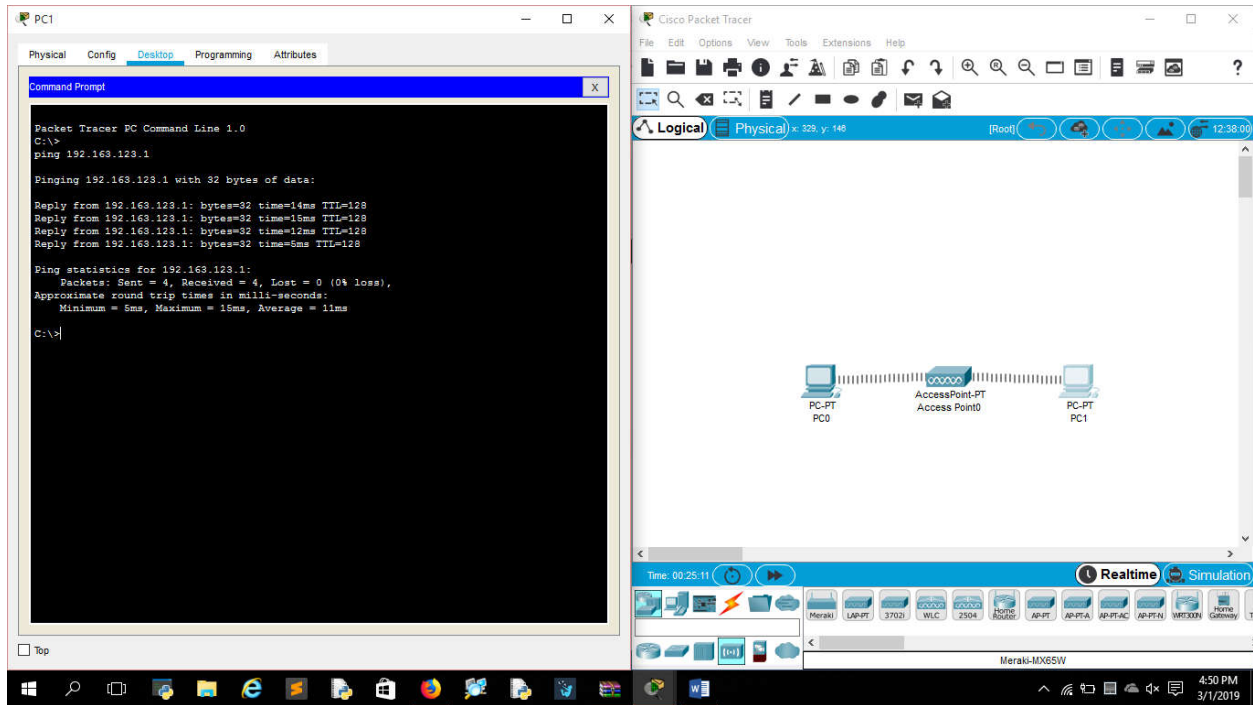 PC1
Physical Config Desktop Programming Attributes
Command Prompt
X
Packet Tracer PC Command Line 1.0
C:\>
ping 192.163.123.1
Pinging 192.163.123.1 with 32 bytes of data:
Reply from 192.163.123.1: bytes=32 time=14ms TTL=128
Reply from 192.163.123.1: bytes=32 time=15ms TTL=128
Reply from 192.163.123.1: bytes=32 time=12ms TTL=128
Reply from 192.163.123.1: bytes=32 time=5ms TTL=128
Ping statistics for 192.163.123.1:
Packets: Sent = 4, Received = 4, Lost = 0 (0% loss),
Approximate round trip times in milli-seconds:
Minimum = 5ms, Maximum = 15ms, Average = 11ms
C:\>
Top
Cisco Packet Tracer
File Edit Options View Tools Extensions Help
?
Logical Physical x: 329, y: 148 [Root] 12:38:00
PC-PT
PC0
AccessPoint-PT
Access Point0
PC-PT
PC1
Time: 00:25:11 Realtime Simulation
Meraki LAP-PT 3702i WLC 2504 Home Router AP-PT AP-PT-A AP-PT-AC AP-PT-N WRT300N Home Gateway
Meraki-MX65W
4:50 PM
3/1/2019